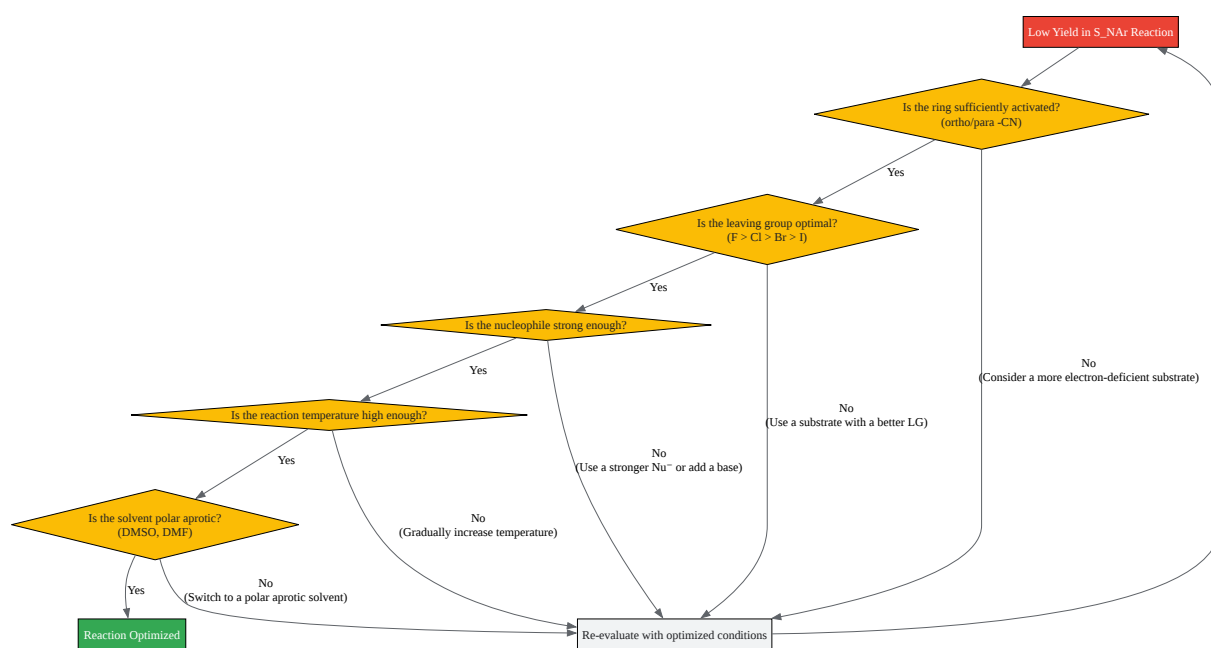 Low Yield in S_NAr Reaction
Is the ring sufficiently activated?
(ortho/para -CN)
Yes
Is the leaving group optimal?
(F > Cl > Br > I)
Yes
Is the nucleophile strong enough?
No
(Consider a more electron-deficient substrate)
Yes
Is the reaction temperature high enough?
No
(Use a substrate with a better LG)
Yes
No
(Use a stronger Nu⁻ or add a base)
Is the solvent polar aprotic?
(DMSO, DMF)
No
(Gradually increase temperature)
Yes
No
(Switch to a polar aprotic solvent)
Reaction Optimized
Re-evaluate with optimized conditions